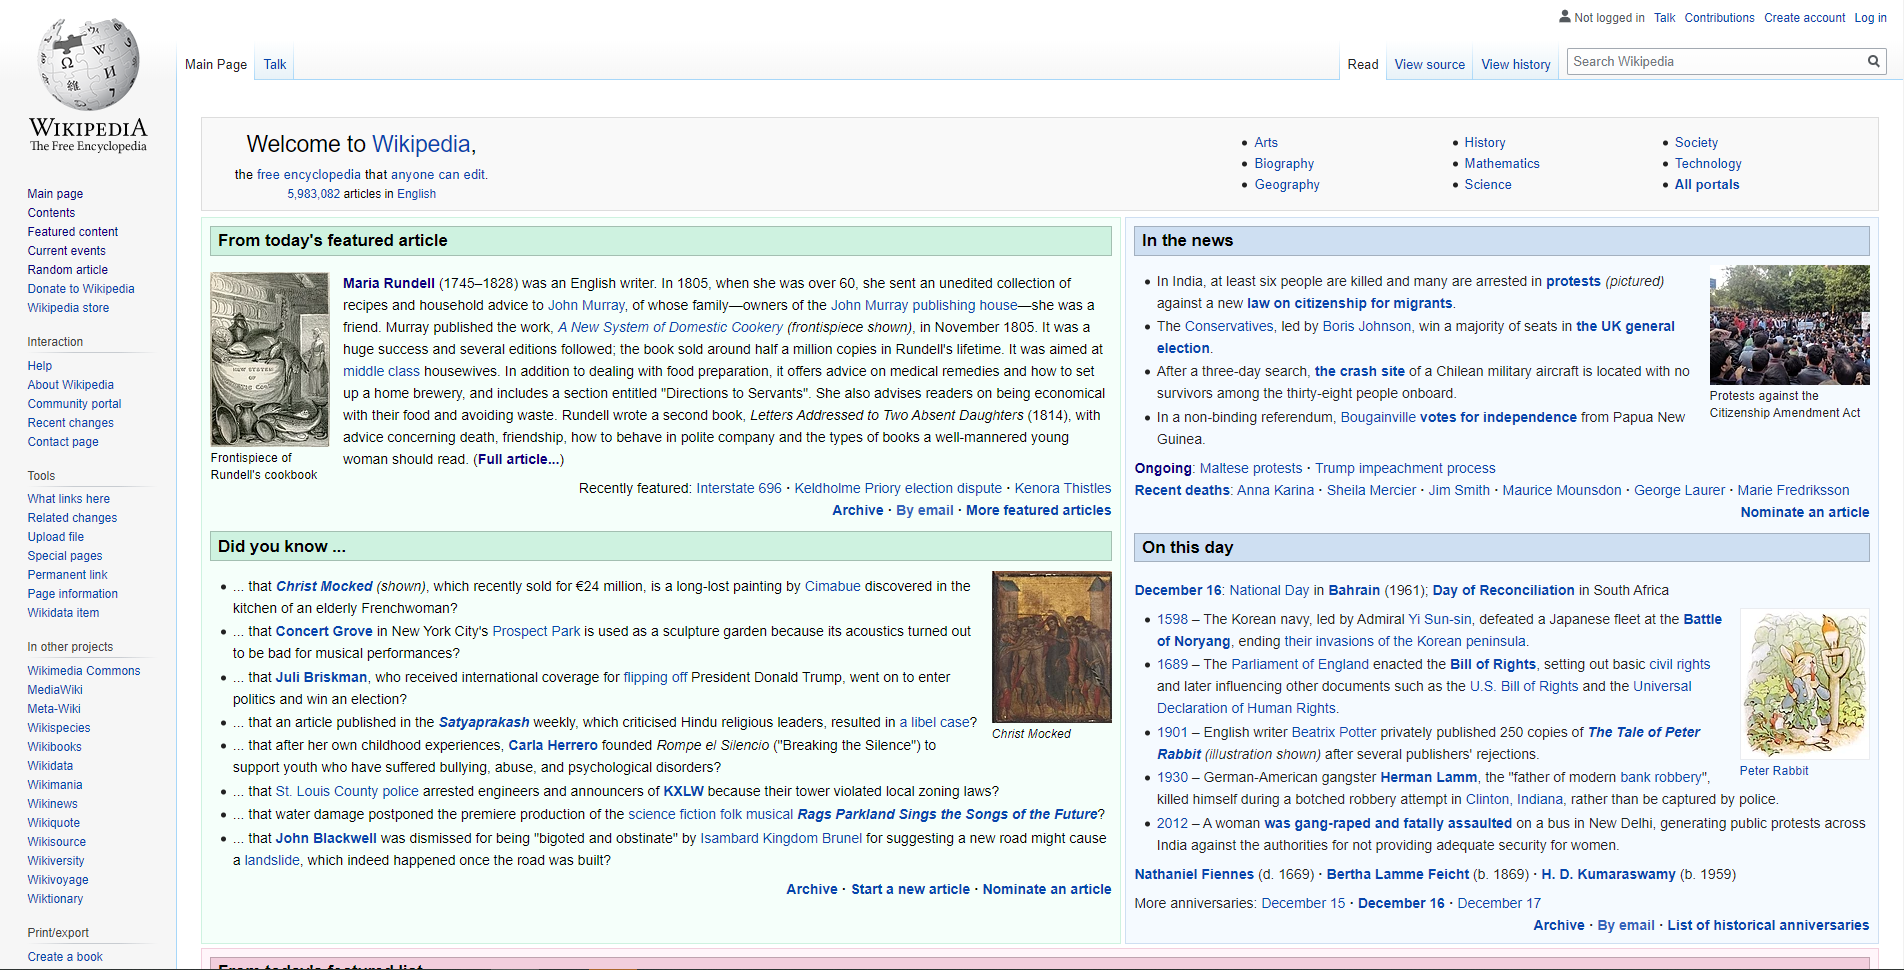 WIKIPEDIA
The Free Encyclopedia
Main page
Contents
Featured content
Current events
Random article
Donate to Wikipedia
Wikipedia store
Interaction
Help
About Wikipedia
Community portal
Recent changes
Contact page
Tools
What links here
Related changes
Upload file
Special pages
Permanent link
Page information
Wikidata item
In other projects
Wikimedia Commons
MediaWiki
Meta-Wiki
Wikispecies
Wikibooks
Wikidata
Wikimania
Wikinews
Wikiquote
Wikisource
Wikiversity
Wikivoyage
Wiktionary
Print/export
Create a book
Not logged in Talk Contributions Create account Log in
Main Page Talk
Read View source View history Search Wikipedia
Welcome to Wikipedia,
the free encyclopedia that anyone can edit.
5,983,082 articles in English
Arts
Biography
Geography
History
Mathematics
Science
Society
Technology
All portals
From today's featured article
Maria Rundell (1745–1828) was an English writer. In 1805, when she was over 60, she sent an unedited collection of
recipes and household advice to John Murray, of whose family—owners of the John Murray publishing house—she was a
friend. Murray published the work, A New System of Domestic Cookery (frontispiece shown), in November 1805. It was a
huge success and several editions followed; the book sold around half a million copies in Rundell's lifetime. It was aimed at
middle class housewives. In addition to dealing with food preparation, it offers advice on medical remedies and how to set
up a home brewery, and includes a section entitled "Directions to Servants". She also advises readers on being economical
with their food and avoiding waste. Rundell wrote a second book, Letters Addressed to Two Absent Daughters (1814), with
advice concerning death, friendship, how to behave in polite company and the types of books a well-mannered young
woman should read. (Full article...)
Frontispiece of
Rundell's cookbook
Recently featured: Interstate 696 · Keldholme Priory election dispute · Kenora Thistles
Archive · By email · More featured articles
Did you know ...
... that Christ Mocked (shown), which recently sold for €24 million, is a long-lost painting by Cimabue discovered in the
kitchen of an elderly Frenchwoman?
... that Concert Grove in New York City's Prospect Park is used as a sculpture garden because its acoustics turned out
to be bad for musical performances?
... that Juli Briskman, who received international coverage for flipping off President Donald Trump, went on to enter
politics and win an election?
... that an article published in the Satyaprakash weekly, which criticised Hindu religious leaders, resulted in a libel case?
... that after her own childhood experiences, Carla Herrero founded Rompe el Silencio ("Breaking the Silence") to
support youth who have suffered bullying, abuse, and psychological disorders?
... that St. Louis County police arrested engineers and announcers of KXLW because their tower violated local zoning laws?
... that water damage postponed the premiere production of the science fiction folk musical Rags Parkland Sings the Songs of the Future?
... that John Blackwell was dismissed for being "bigoted and obstinate" by Isambard Kingdom Brunel for suggesting a new road might cause
a landslide, which indeed happened once the road was built?
Christ Mocked
Archive · Start a new article · Nominate an article
In the news
In India, at least six people are killed and many are arrested in protests (pictured)
against a new law on citizenship for migrants.
The Conservatives, led by Boris Johnson, win a majority of seats in the UK general
election.
After a three-day search, the crash site of a Chilean military aircraft is located with no
survivors among the thirty-eight people onboard.
In a non-binding referendum, Bougainville votes for independence from Papua New
Guinea.
Protests against the
Citizenship Amendment Act
Ongoing: Maltese protests · Trump impeachment process
Recent deaths: Anna Karina · Sheila Mercier · Jim Smith · Maurice Mounsdon · George Laurer · Marie Fredriksson
Nominate an article
On this day
December 16: National Day in Bahrain (1961); Day of Reconciliation in South Africa
1598 – The Korean navy, led by Admiral Yi Sun-sin, defeated a Japanese fleet at the Battle
of Noryang, ending their invasions of the Korean peninsula.
1689 – The Parliament of England enacted the Bill of Rights, setting out basic civil rights
and later influencing other documents such as the U.S. Bill of Rights and the Universal
Declaration of Human Rights.
1901 – English writer Beatrix Potter privately published 250 copies of The Tale of Peter
Rabbit (illustration shown) after several publishers' rejections.
1930 – German-American gangster Herman Lamm, the "father of modern bank robbery",
killed himself during a botched robbery attempt in Clinton, Indiana, rather than be captured by police.
2012 – A woman was gang-raped and fatally assaulted on a bus in New Delhi, generating public protests across
India against the authorities for not providing adequate security for women.
Peter Rabbit
Nathaniel Fiennes (d. 1669) · Bertha Lamme Feicht (b. 1869) · H. D. Kumaraswamy (b. 1959)
More anniversaries: December 15 · December 16 · December 17
Archive · By email · List of historical anniversaries
From today's featured list